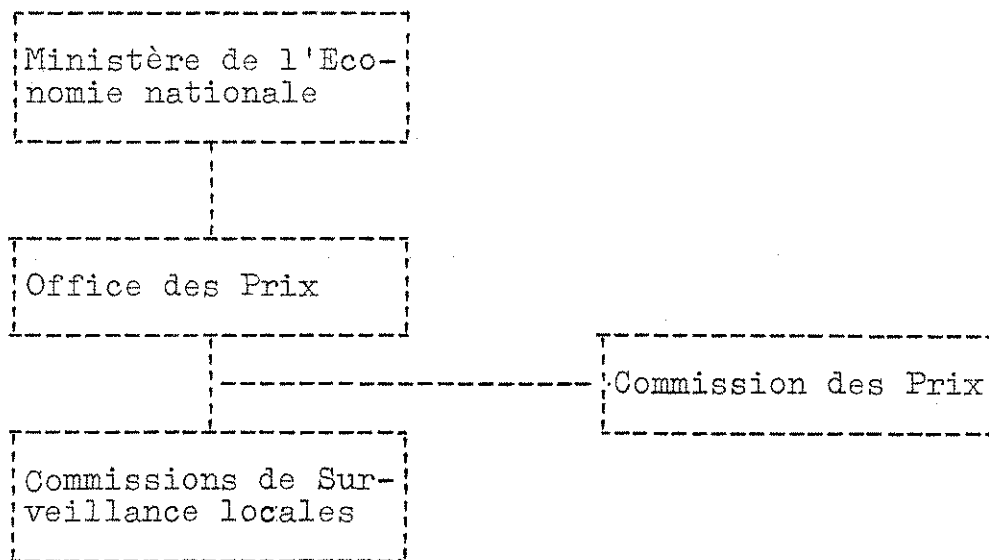 Ministère de l'Eco-
nomie nationale
Office des Prix
Commission des Prix
Commissions de Sur-
veillance locales